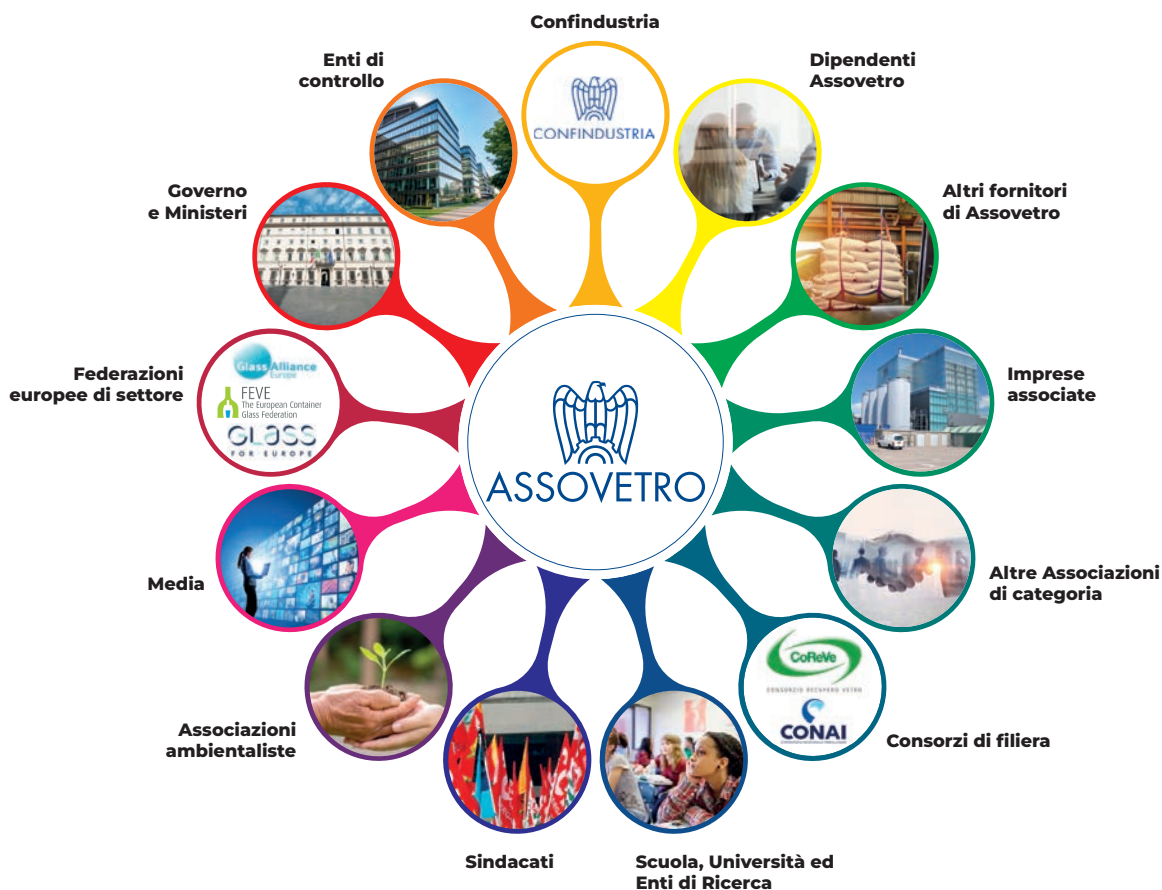 Confindustria
CONFINDUSTRIA
Dipendenti
Assovetro
Altri fornitori
di Assovetro
Imprese
associate
Altre Associazioni
di categoria
CoReVe
CONSORZIO RECUPERO VETRO
CONAI
Consorzi di filiera
Scuola, Università ed
Enti di Ricerca
Sindacati
Associazioni
ambientaliste
Media
Federazioni
europee di settore
GlassAlliance
Europe
FEVE
The European Container
Glass Federation
GLASS
FOR EUROPE
Governo
e Ministeri
Enti di
controllo
ASSOVETRO